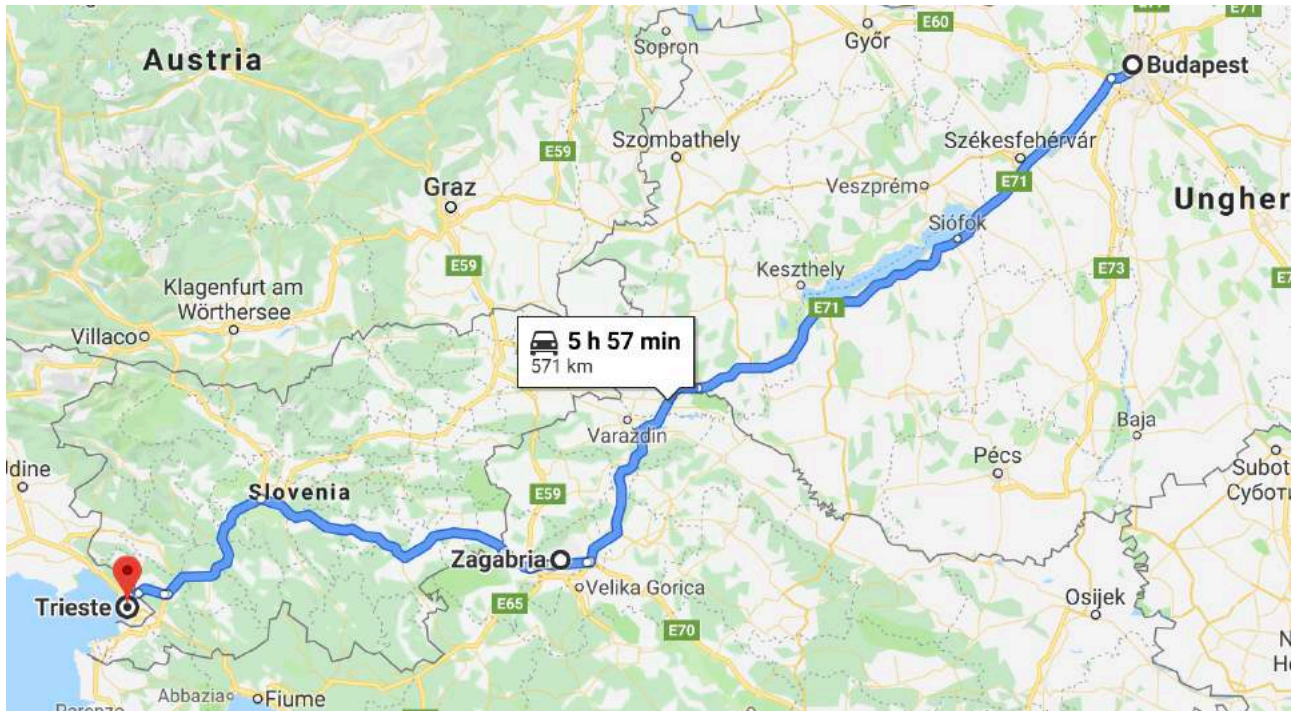 E71
E60
Sopron
Győr
Budapest
Austria
E59
Szombathely
Székesfehérvár
Veszprém
E71
Graz
Ungher
Siófok
E59
Keszthely
E73
Klagenfurt am
Wörthersee
E71
Villaco
5 h 57 min
571 km
Varaždin
Baja
Pécs
Subot
Суботи
Slovenia
E59
Zagabria
Velika Gorica
Trieste
E65
E70
Osijek
Abbazia
Fiume